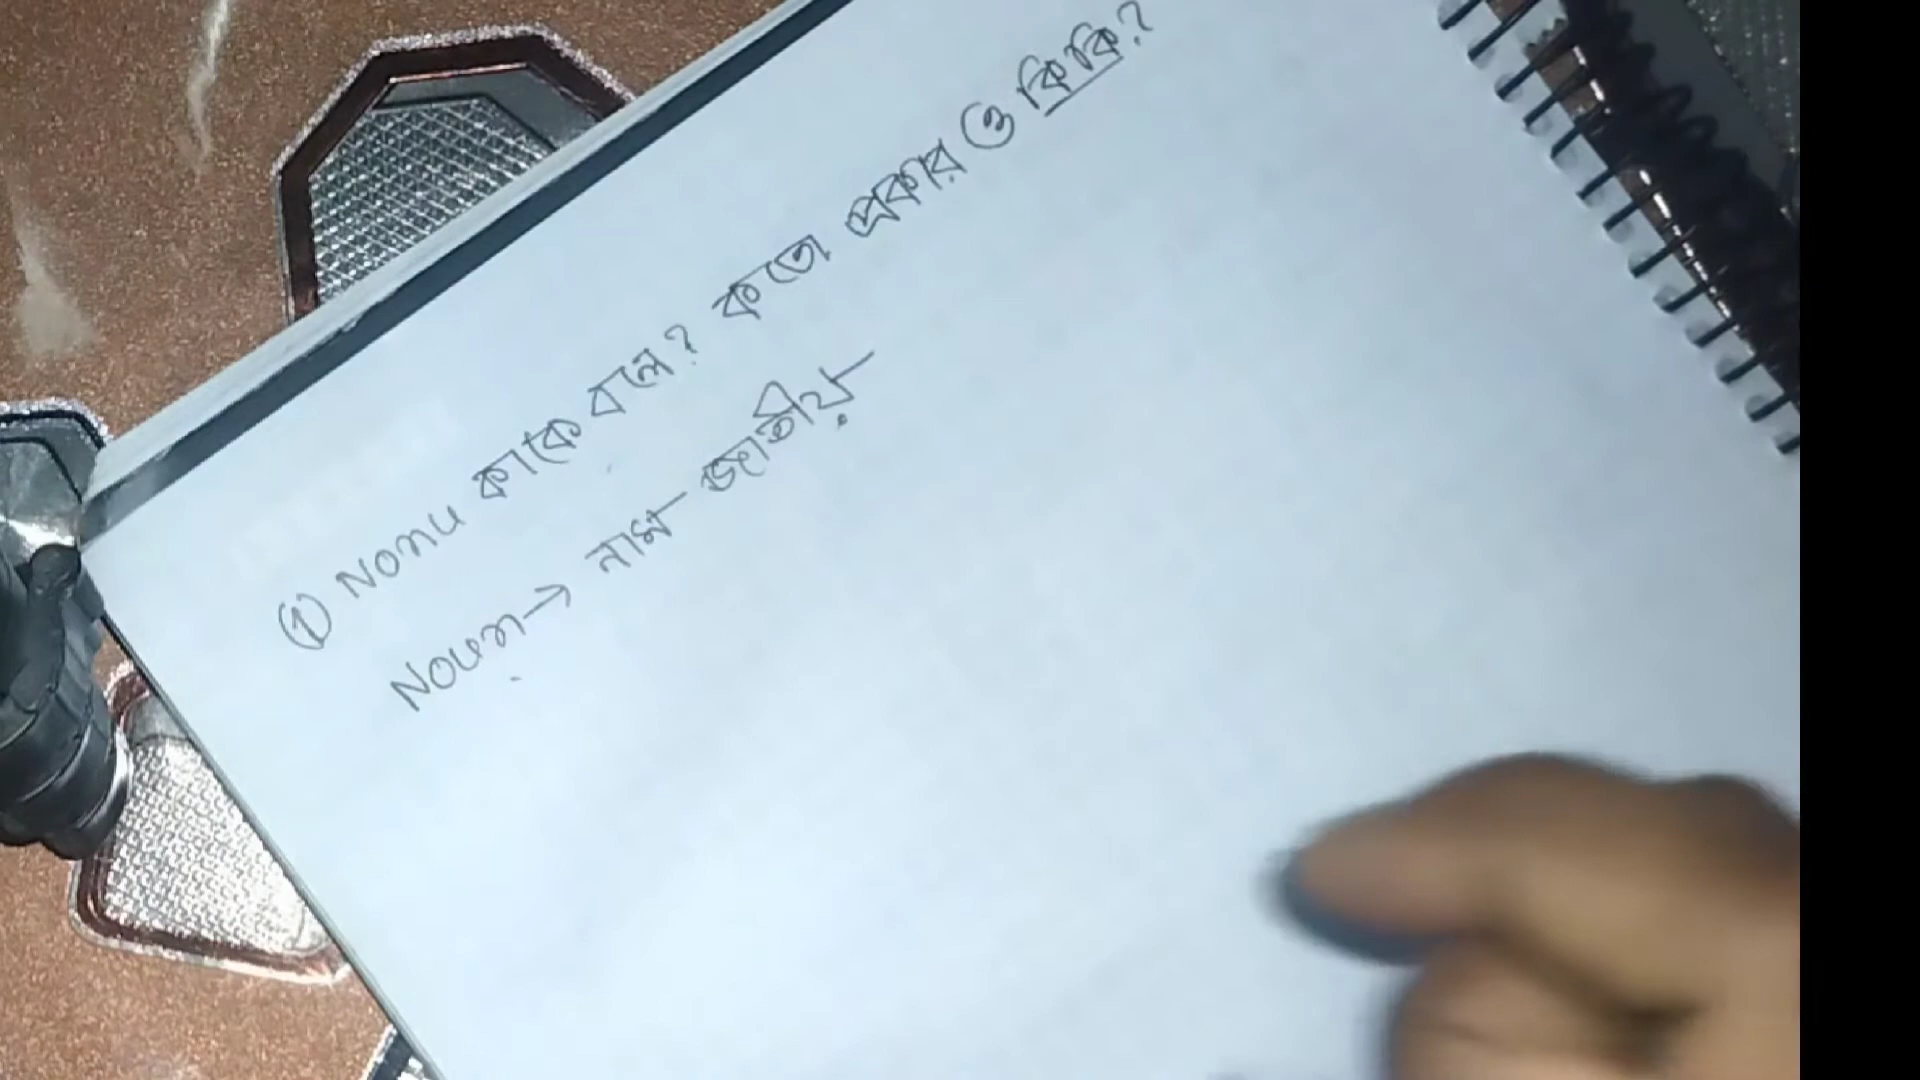 ① Nonu কাকে বলে? কতো প্রকার ও কি কি?
Noun→ নাম জাতীয়